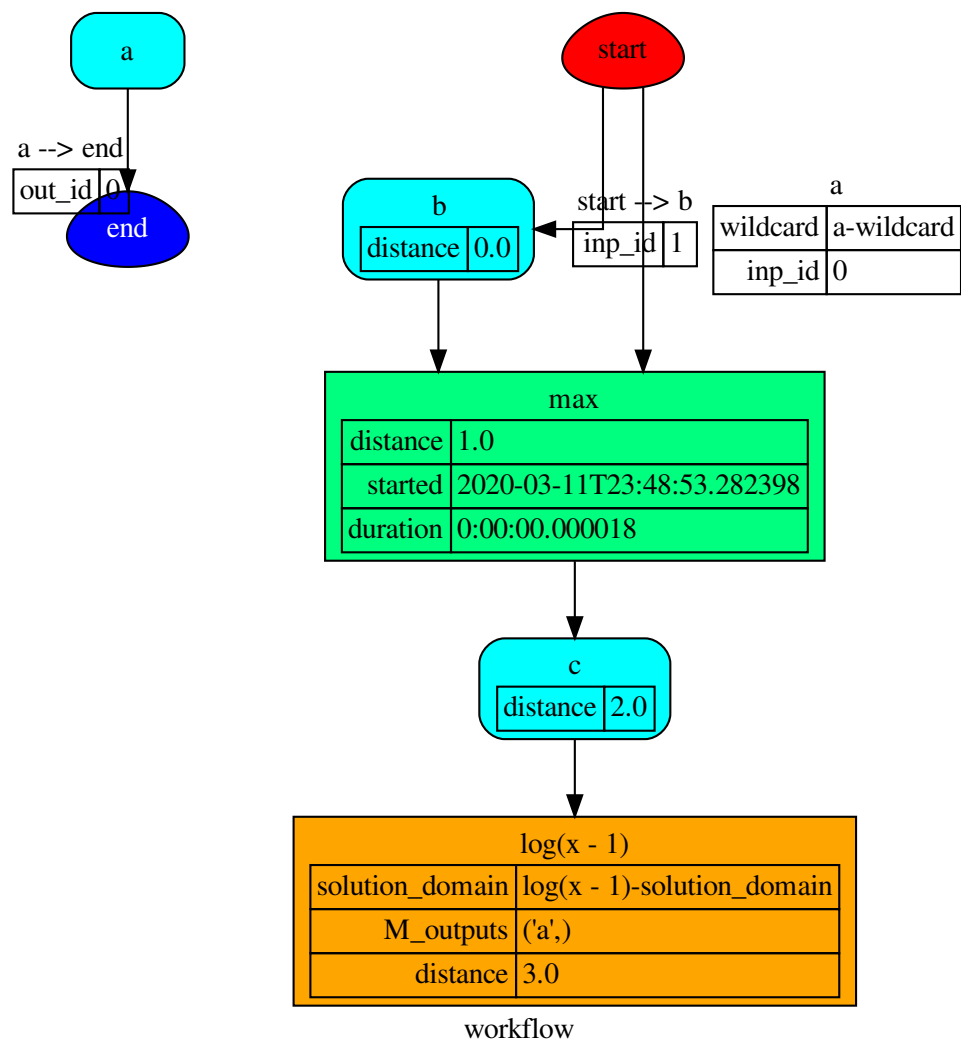 a
start
a --> end
out_id 0
end
b
distance 0.0
start --> b
inp_id 1
a
wildcard a-wildcard
inp_id 0
max
distance 1.0
started 2020-03-11T23:48:53.282398
duration 0:00:00.000018
c
distance 2.0
log(x - 1)
solution_domain log(x - 1)-solution_domain
M_outputs ('a',)
distance 3.0
workflow